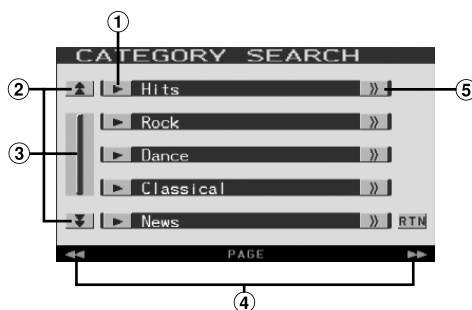 ①
CATEGORY SEARCH
② Hits ⑤
Rock
③ Dance
Classical
News RTN
PAGE
④